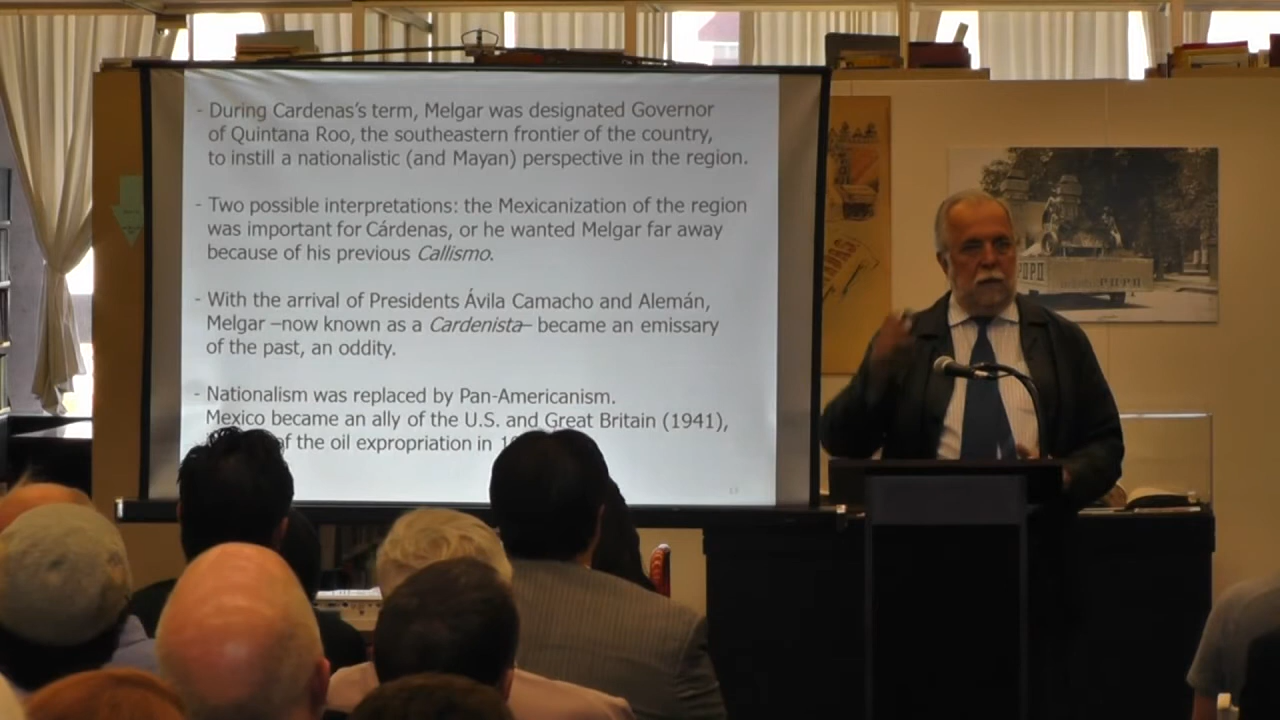 - During Cardenas's term, Melgar was designated Governor
of Quintana Roo, the southeastern frontier of the country,
to instill a nationalistic (and Mayan) perspective in the region.
- Two possible interpretations: the Mexicanization of the region
was important for Cárdenas, or he wanted Melgar far away
because of his previous Callismo.
- With the arrival of Presidents Ávila Camacho and Alemán,
Melgar –now known as a Cardenista– became an emissary
of the past, an oddity.
- Nationalism was replaced by Pan-Americanism.
Mexico became an ally of the U.S. and Great Britain (1941),
of the oil expropriation in
13